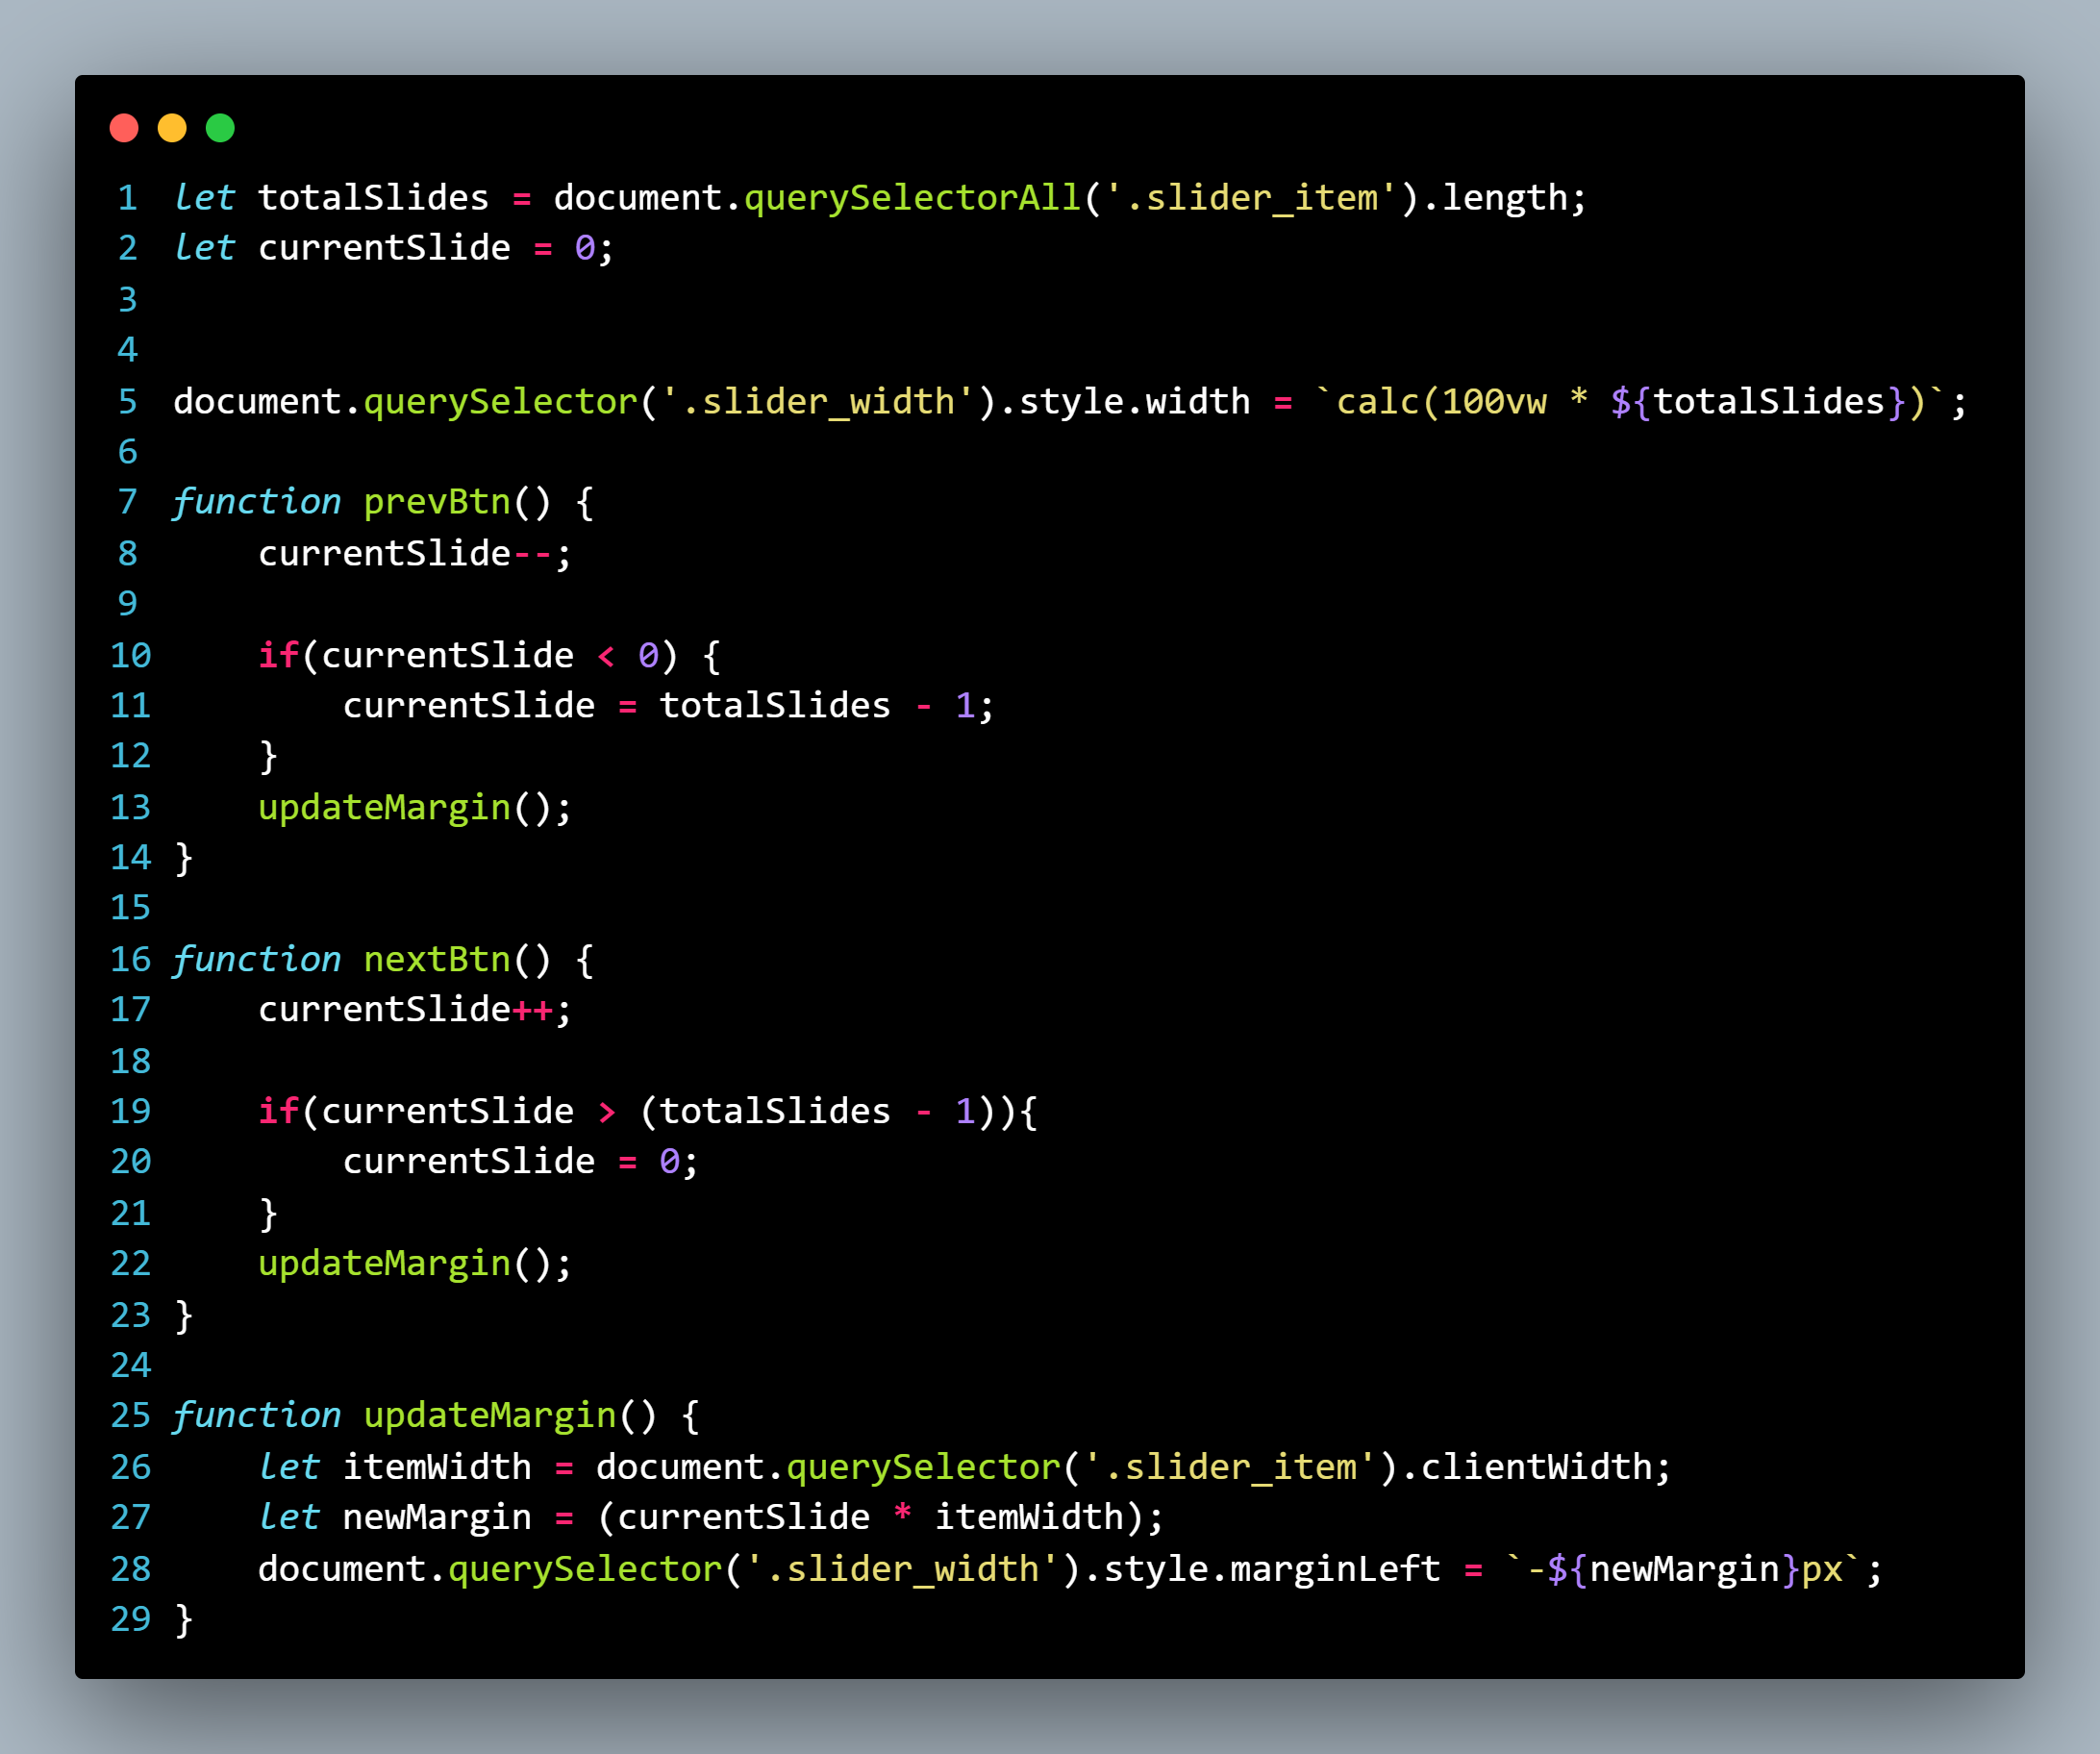 1 let totalSlides = document.querySelectorAll('.slider_item').length;
2 let currentSlide = 0;
3
4
5 document.querySelector('.slider_width').style.width = `calc(100vw * ${totalSlides})`;
6
7 function prevBtn() {
8     currentSlide--;
9
10     if(currentSlide < 0) {
11         currentSlide = totalSlides - 1;
12     }
13     updateMargin();
14 }
15
16 function nextBtn() {
17     currentSlide++;
18
19     if(currentSlide > (totalSlides - 1)){
20         currentSlide = 0;
21     }
22     updateMargin();
23 }
24
25 function updateMargin() {
26     let itemWidth = document.querySelector('.slider_item').clientWidth;
27     let newMargin = (currentSlide * itemWidth);
28     document.querySelector('.slider_width').style.marginLeft = `-${newMargin}px`;
29 }